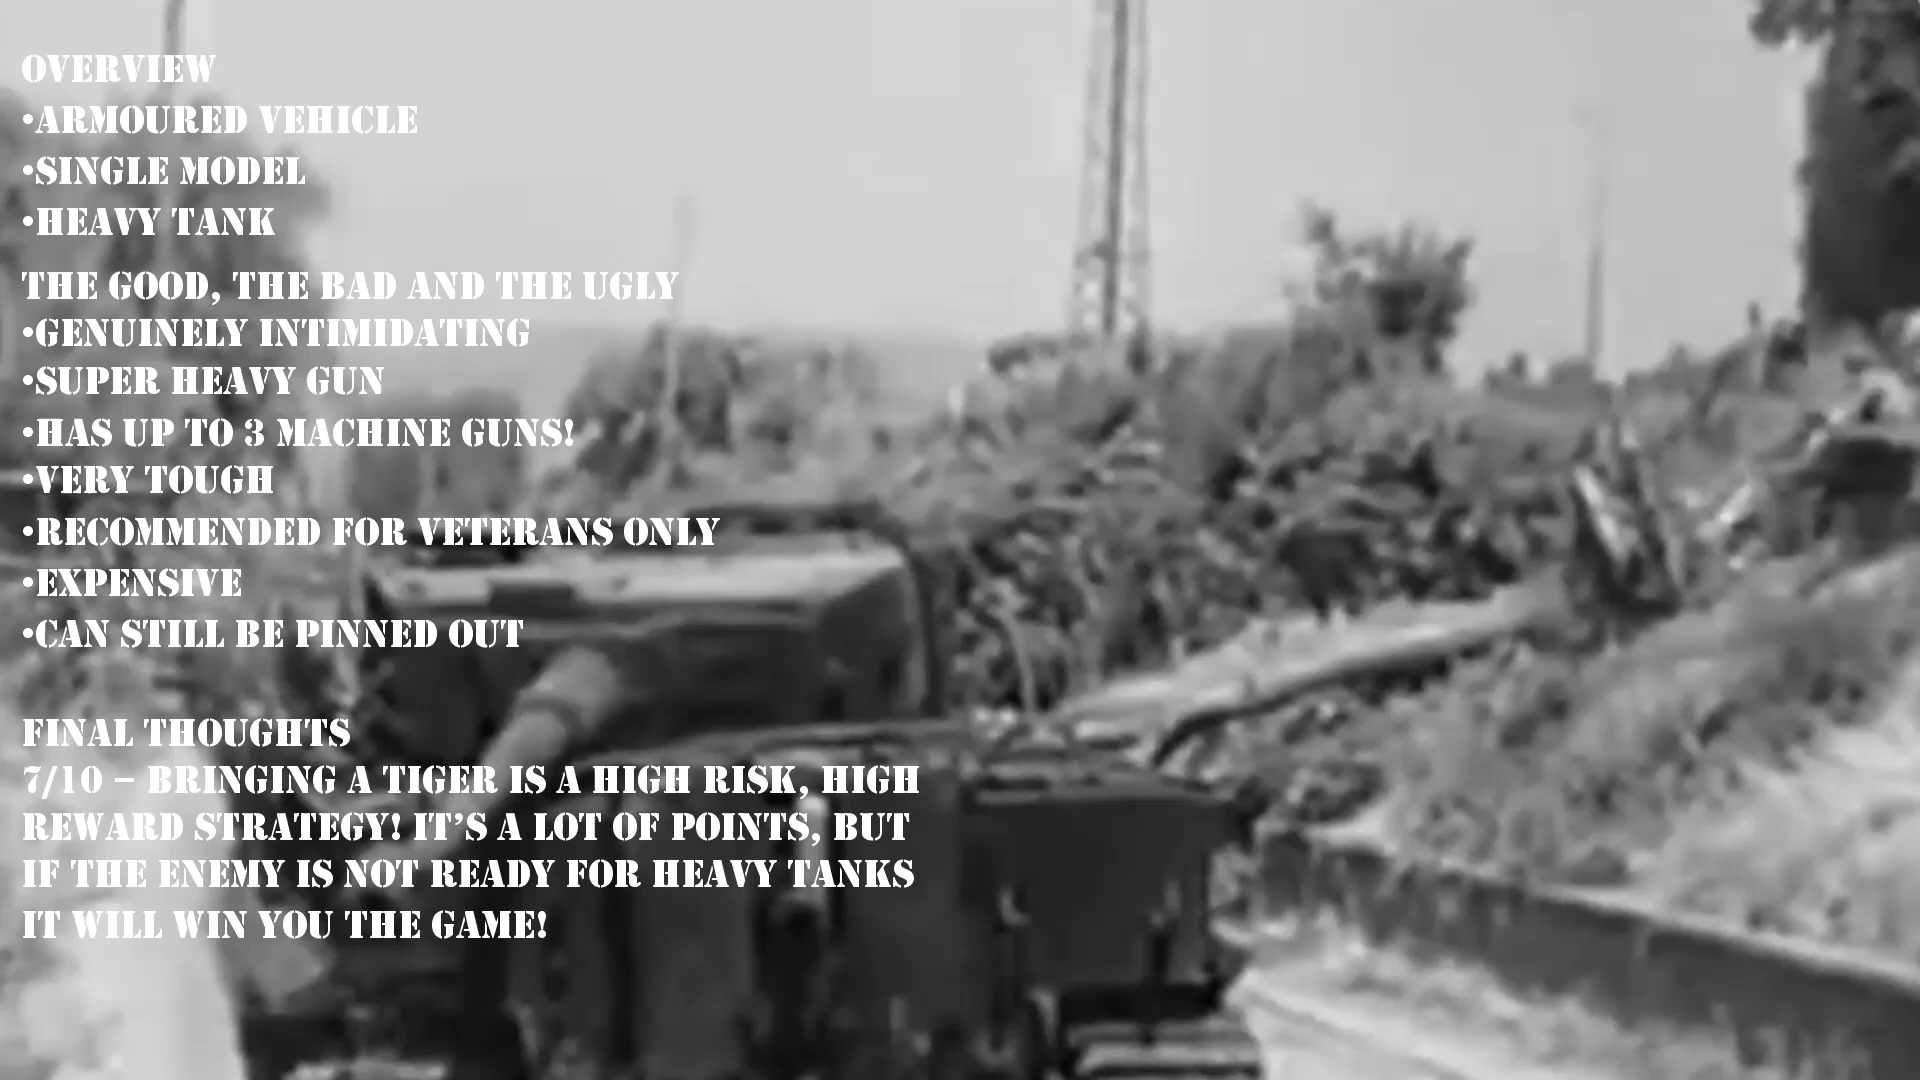 OVERVIEW
•ARMOURED VEHICLE
•SINGLE MODEL
•HEAVY TANK
THE GOOD, THE BAD AND THE UGLY
•GENUINELY INTIMIDATING
•SUPER HEAVY GUN
•HAS UP TO 3 MACHINE GUNS!
•VERY TOUGH
•RECOMMENDED FOR VETERANS ONLY
•EXPENSIVE
•CAN STILL BE PINNED OUT
FINAL THOUGHTS
7/10 – BRINGING A TIGER IS A HIGH RISK, HIGH
REWARD STRATEGY! IT’S A LOT OF POINTS, BUT
IF THE ENEMY IS NOT READY FOR HEAVY TANKS
IT WILL WIN YOU THE GAME!